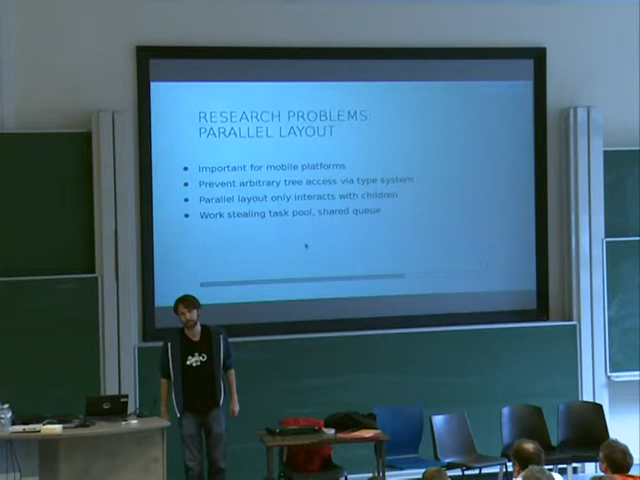 RESEARCH PROBLEMS:
PARALLEL LAYOUT
Important for mobile platforms
Prevent arbitrary tree access via type system
Parallel layout only interacts with children
Work stealing task pool, shared queue